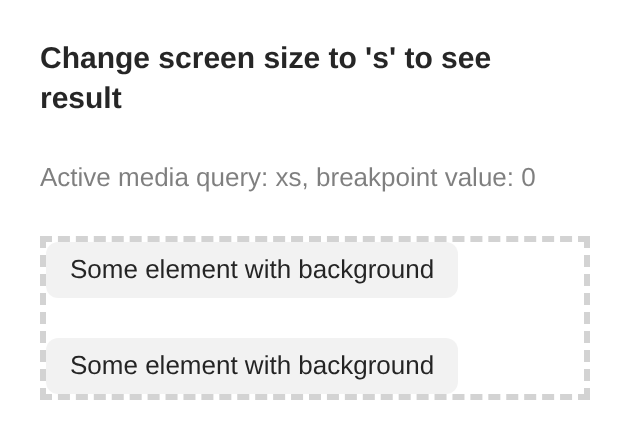 Change screen size to 's' to see
result
Active media query: xs, breakpoint value: 0
Some element with background
Some element with background